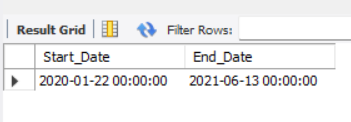 Result Grid Filter Rows:
Start_Date End_Date
2020-01-22 00:00:00 2021-06-13 00:00:00